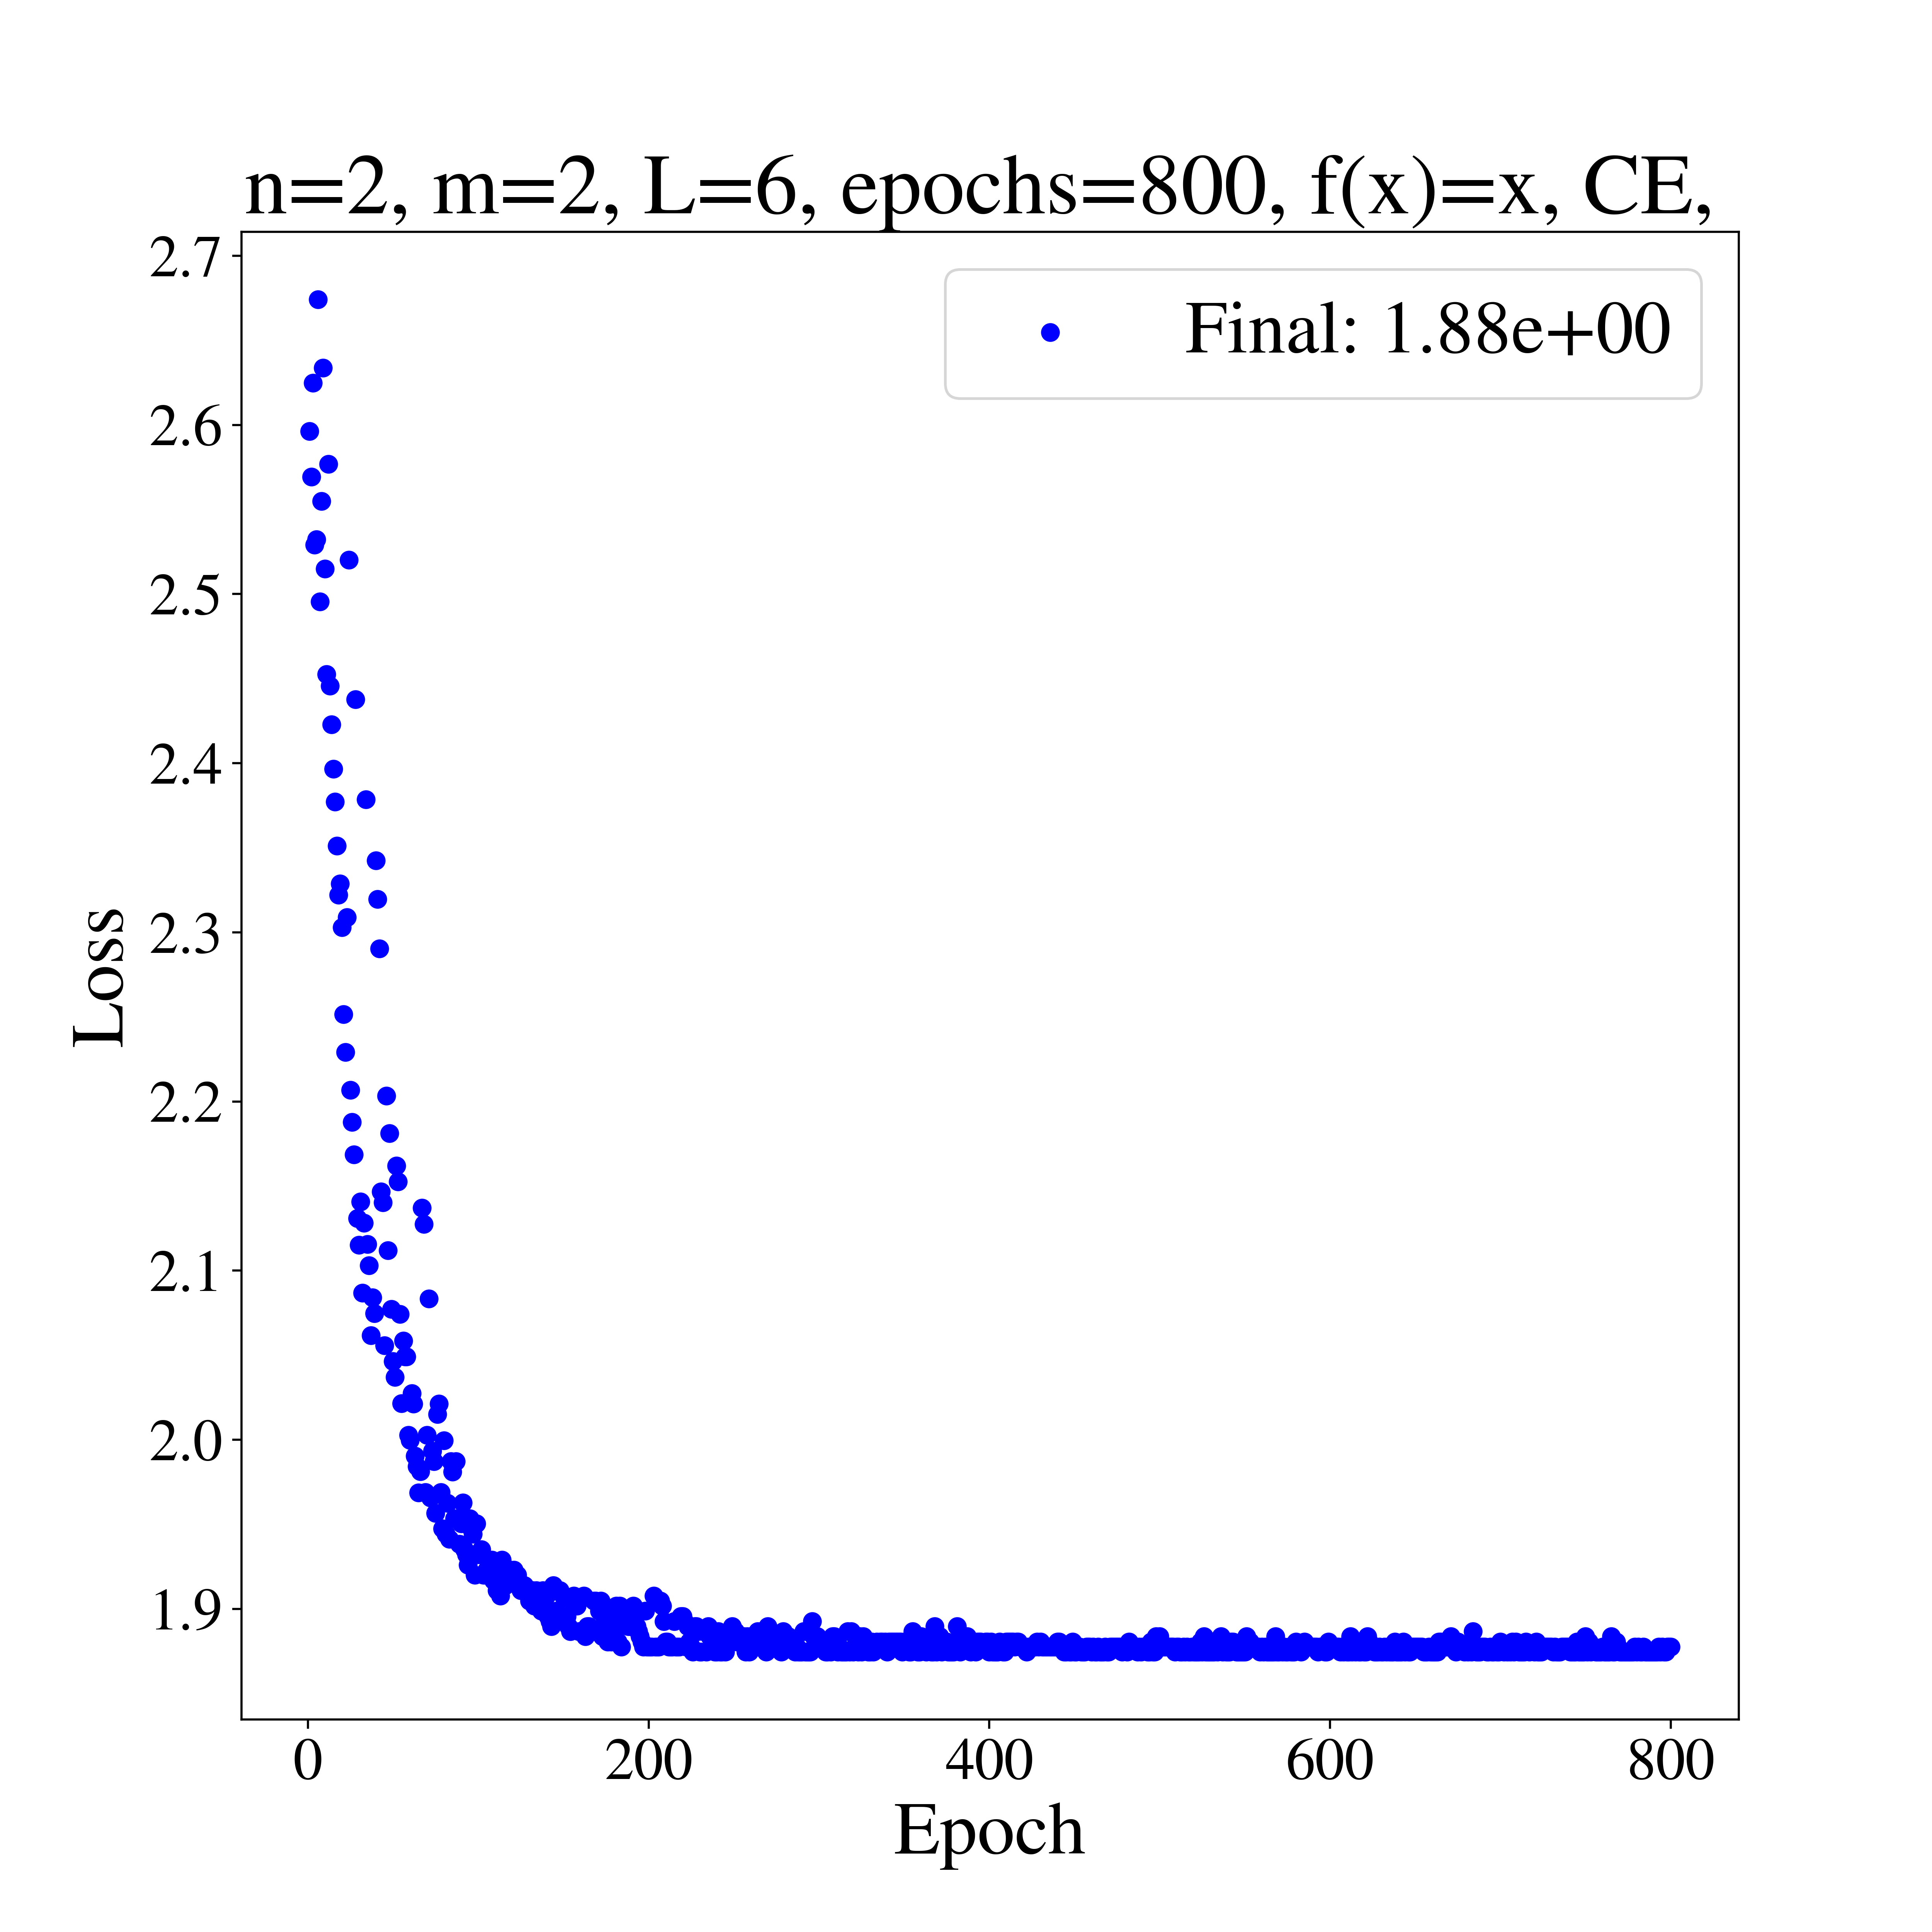 n=2, m=2, L=6, epochs=800, f(x)=x, CE,
Final: 1.88e+00
2.7
2.6
2.5
2.4
2.3
2.2
2.1
2.0
1.9
Loss
0 200 400 600 800
Epoch